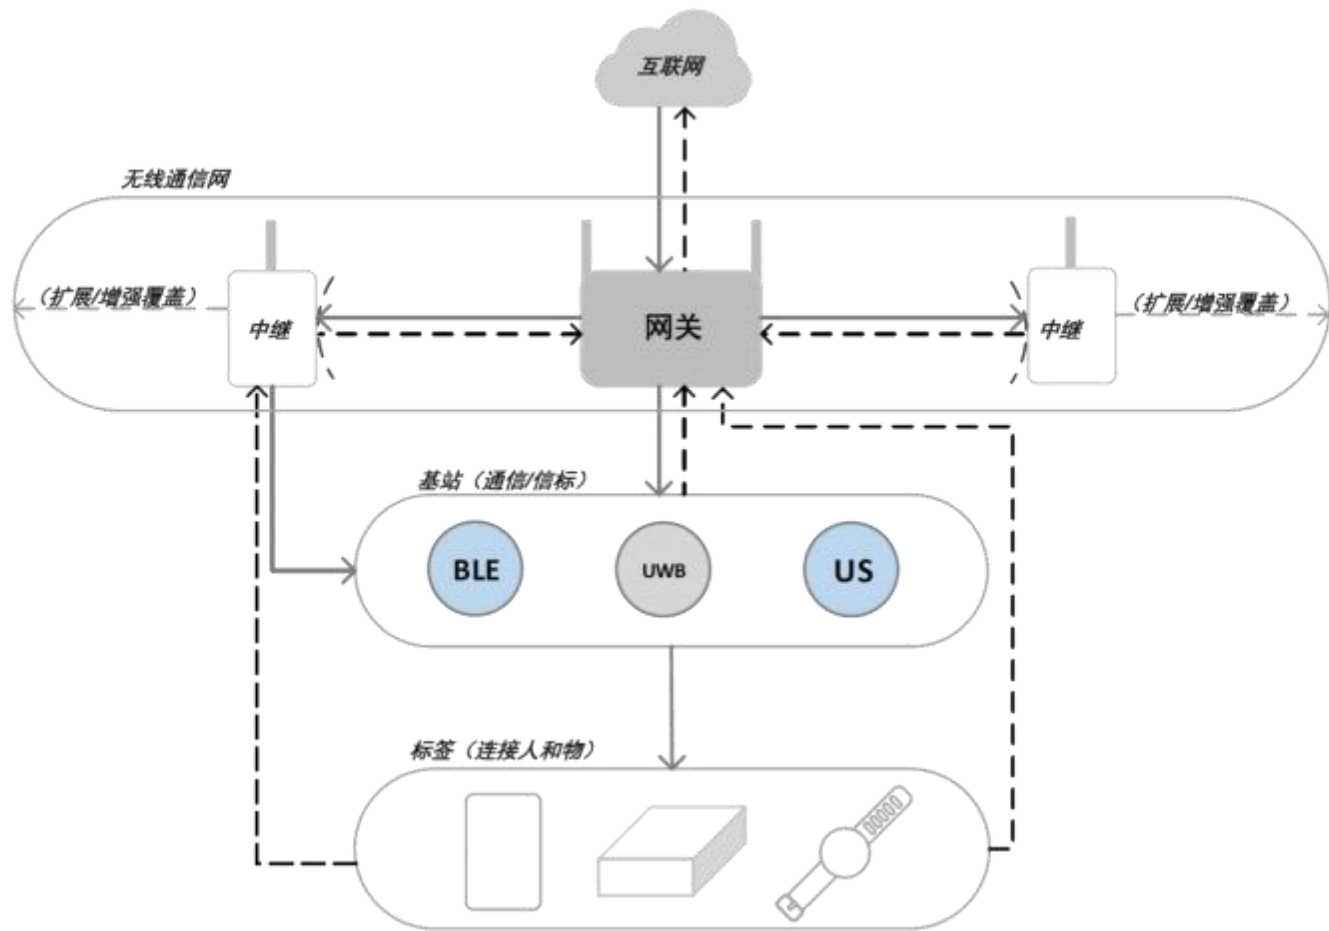 互联网
无线通信网
（扩展/增强覆盖）
中继
网关
中继
（扩展/增强覆盖）
基站（通信/信标）
BLE
UWB
US
标签（连接人和物）
00000